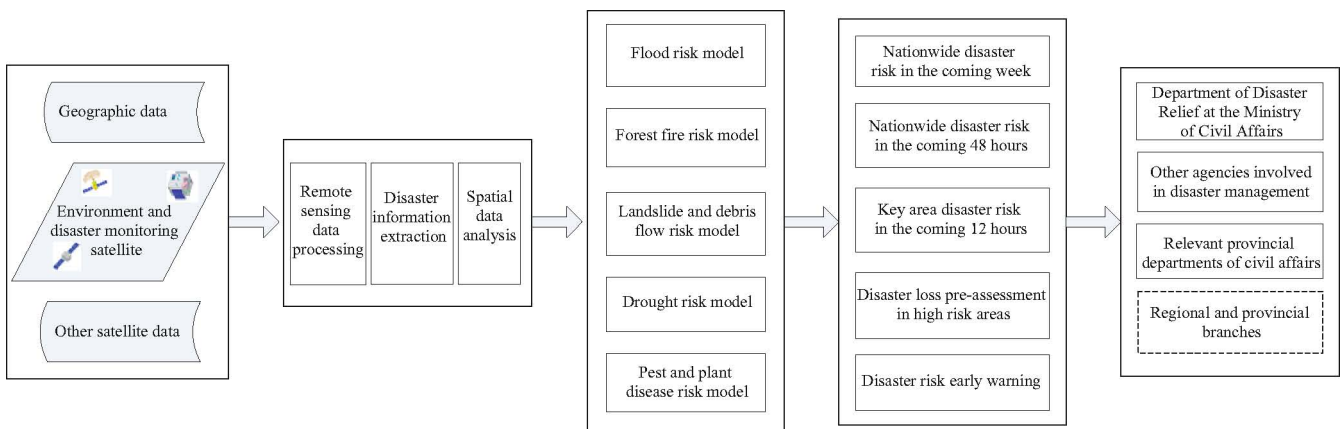 Geographic data
Environment and
disaster monitoring
satellite
Other satellite data
Remote
sensing
data
processing
Disaster
information
extraction
Spatial
data
analysis
Flood risk model
Forest fire risk model
Landslide and debris
flow risk model
Drought risk model
Pest and plant
disease risk model
Nationwide disaster
risk in the coming week
Nationwide disaster risk
in the coming 48 hours
Key area disaster risk
in the coming 12 hours
Disaster loss pre-assessment
in high risk areas
Disaster risk early warning
Department of Disaster
Relief at the Ministry
of Civil Affairs
Other agencies involved
in disaster management
Relevant provincial
departments of civil affairs
Regional and provincial
branches